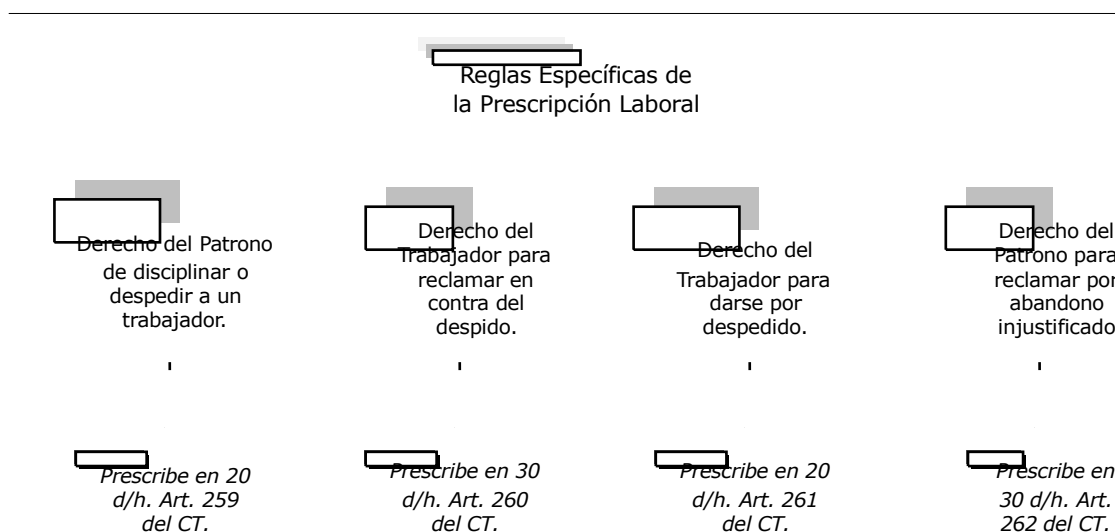 Reglas Específicas de
la Prescripción Laboral
Derecho del Patrono
de disciplinar o
despedir a un
trabajador.
Prescribe en 20
d/h. Art. 259
del CT.
Derecho del
Trabajador para
reclamar en
contra del
despido.
Prescribe en 30
d/h. Art. 260
del CT.
Derecho del
Trabajador para
darse por
despedido.
Prescribe en 20
d/h. Art. 261
del CT.
Derecho del
Patrono para
reclamar por
abandono
injustificado
Prescribe en
30 d/h. Art.
262 del CT.